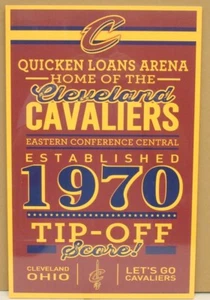 C
QUICKEN LOANS ARENA
HOME OF THE
Cleveland
CAVALIERS
EASTERN CONFERENCE CENTRAL
ESTABLISHED
1970
TIP-OFF
Score!
CLEVELAND
OHIO
C
LET'S GO
CAVALIERS